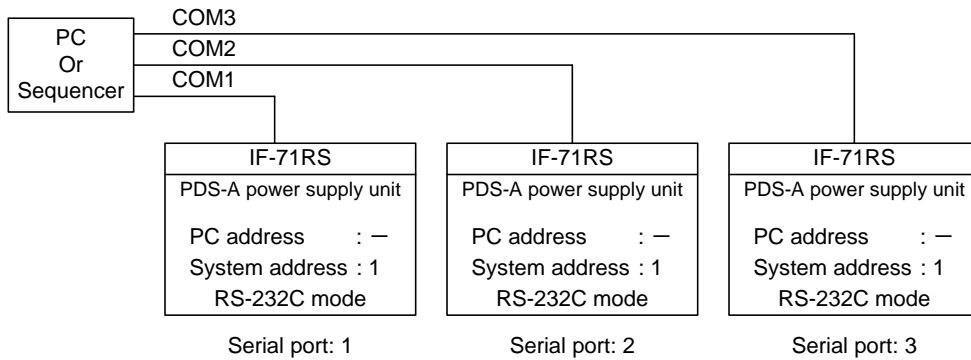 COM3
COM2
COM1
PC
Or
Sequencer
IF-71RS
PDS-A power supply unit
PC address : －
System address : 1
RS-232C mode
Serial port: 1
IF-71RS
PDS-A power supply unit
PC address : －
System address : 1
RS-232C mode
Serial port: 2
IF-71RS
PDS-A power supply unit
PC address : －
System address : 1
RS-232C mode
Serial port: 3